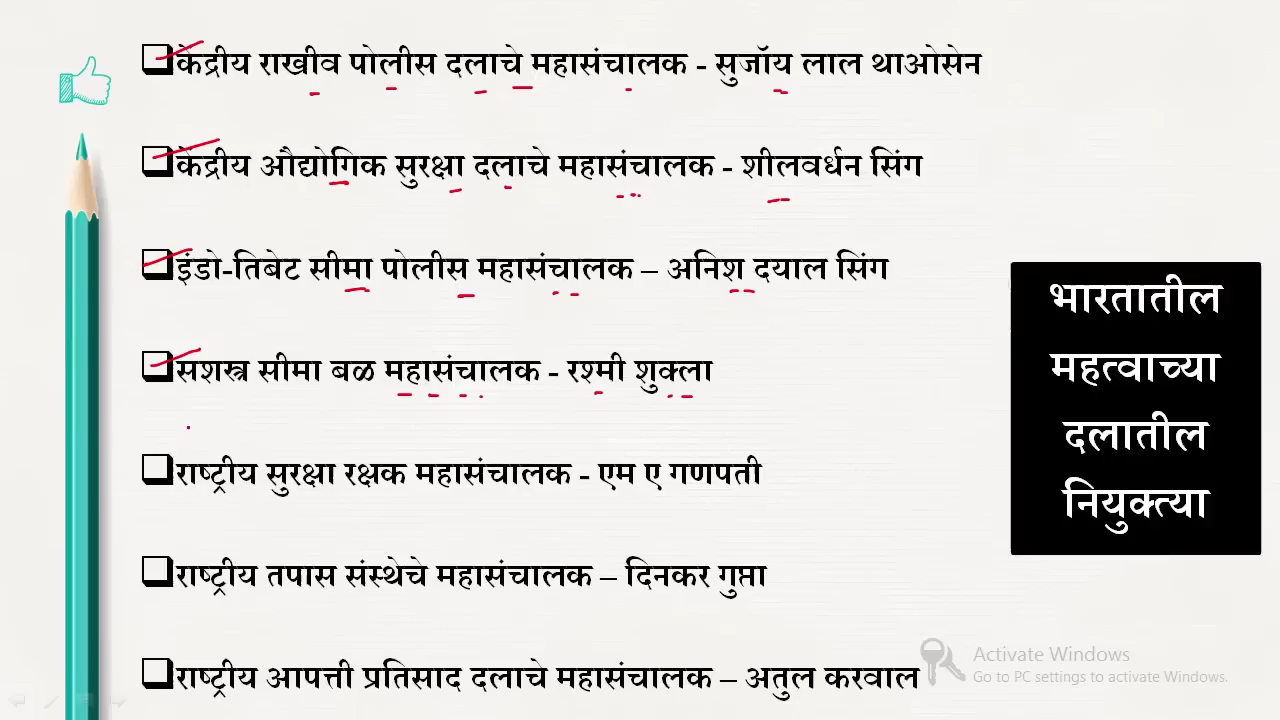 केंद्रीय राखीव पोलीस दलाचे महासंचालक - सुजॉय लाल थाओसेन
केंद्रीय औद्योगिक सुरक्षा दलाचे महासंचालक - शीलवर्धन सिंग
इंडो-तिबेट सीमा पोलीस महासंचालक – अनिश दयाल सिंग
सशस्त्र सीमा बळ महासंचालक - रश्मी शुक्ला
राष्ट्रीय सुरक्षा रक्षक महासंचालक - एम ए गणपती
राष्ट्रीय तपास संस्थेचे महासंचालक – दिनकर गुप्ता
राष्ट्रीय आपत्ती प्रतिसाद दलाचे महासंचालक – अतुल करवाल
भारतातील
महत्वाच्या
दलातील
नियुक्त्या
Activate Windows
Go to PC settings to activate Windows.